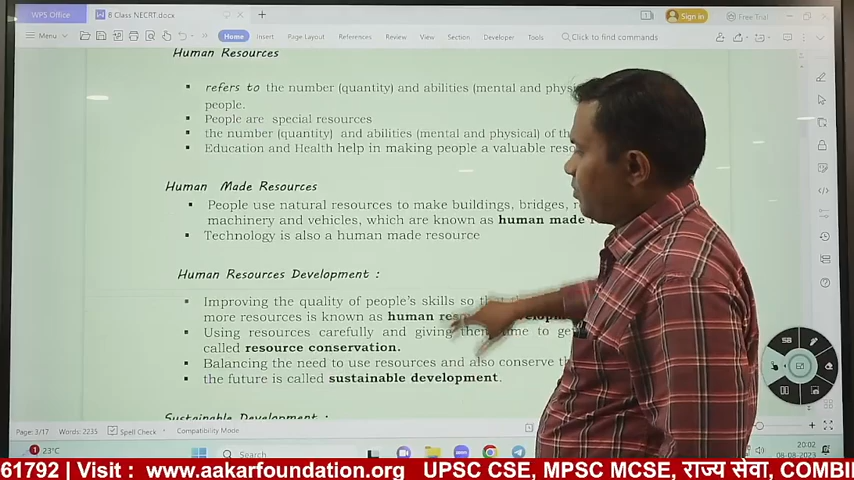 WPS Office
8 Class NECRT.docx
Sign in
Free Trial
Menu
Home
Insert
Page Layout
References
Review
View
Section
Developer
Tools
Click to find commands
Human Resources
refers to the number (quantity) and abilities (mental and
people.
People are special resources
the number (quantity) and abilities (mental and physical) of
Education and Health help in making people a valuable
Human Made Resources
People use natural resources to make buildings, bridges,
machinery and vehicles, which are known as human made
Technology is also a human made resource
Human Resources Development :
Improving the quality of people's skills so
more resources is known as human
Using resources carefully and giving them time to
called resource conservation.
Balancing the need to use resources and also conserve
the future is called sustainable development.
Sustainable Development :
Page: 3/17
Words: 2235
Spell Check
Compatibility Mode
1
23°C
Search
20:02
08-08-2023
61792 | Visit : www.aakarfoundation.org UPSC CSE, MPSC MCSE, राज्य सेवा, COMBI